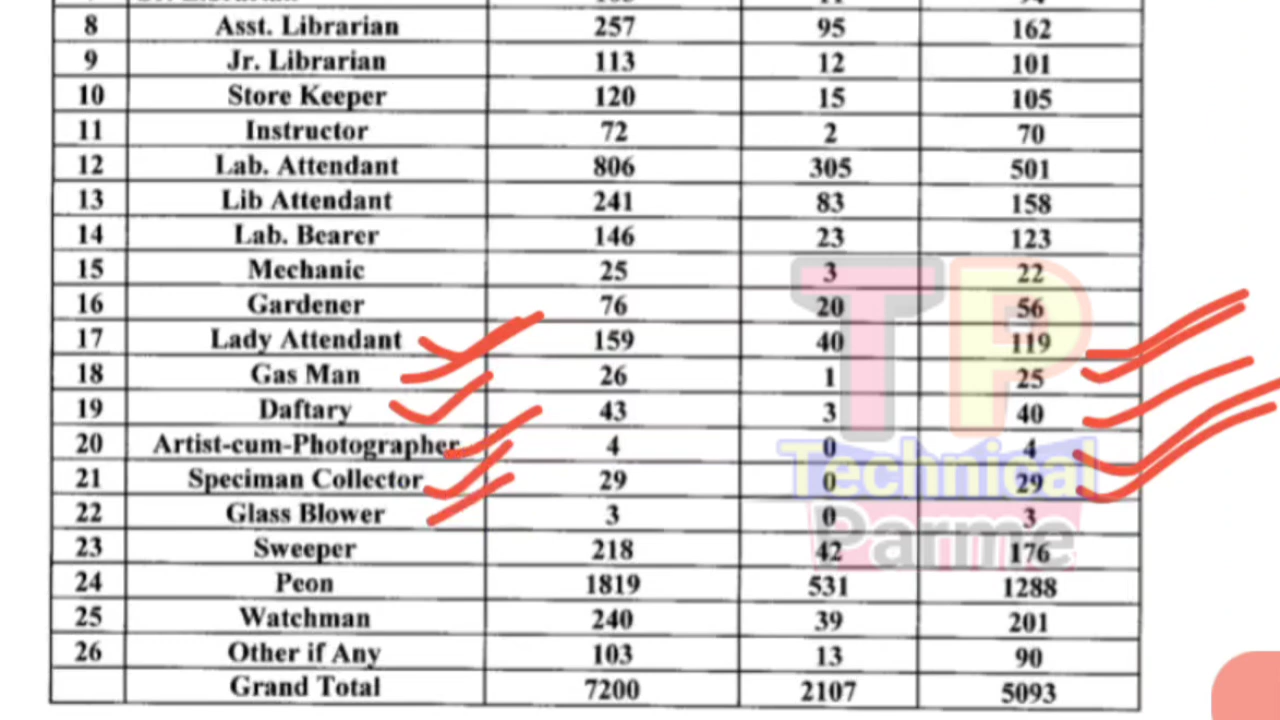 8 Asst. Librarian 257 95 162
9 Jr. Librarian 113 12 101
10 Store Keeper 120 15 105
11 Instructor 72 2 70
12 Lab. Attendant 806 305 501
13 Lib Attendant 241 83 158
14 Lab. Bearer 146 23 123
15 Mechanic 25 3 22
16 Gardener 76 20 56
17 Lady Attendant 159 40 119
18 Gas Man 26 1 25
19 Daftary 43 3 40
20 Artist-cum-Photographer 4 0 4
21 Speciman Collector 29 0 29
22 Glass Blower 3 0 3
23 Sweeper 218 42 176
24 Peon 1819 531 1288
25 Watchman 240 39 201
26 Other if Any 103 13 90
Grand Total 7200 2107 5093
TP
Technical
Parme